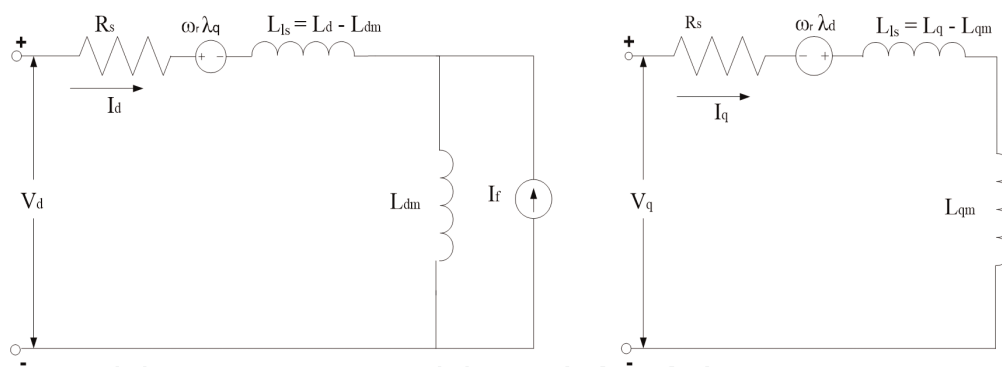 Rs
ωr λq
Lls = Ld - Ldm
+
+ -
Id
Vd
Ldm
If
-
Rs
ωr λd
Lls = Lq - Lqm
+
- +
Iq
Vq
Lqm
-